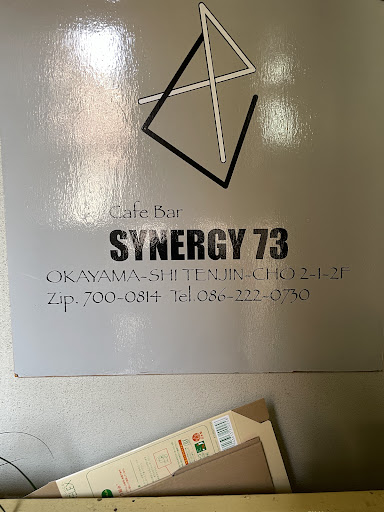 Cafe Bar
SYNERGY 73
OKAYAMA-SHI TENJIN-CHO 2-1-2F
Zip. 700-0814 Tel.086-222-0730